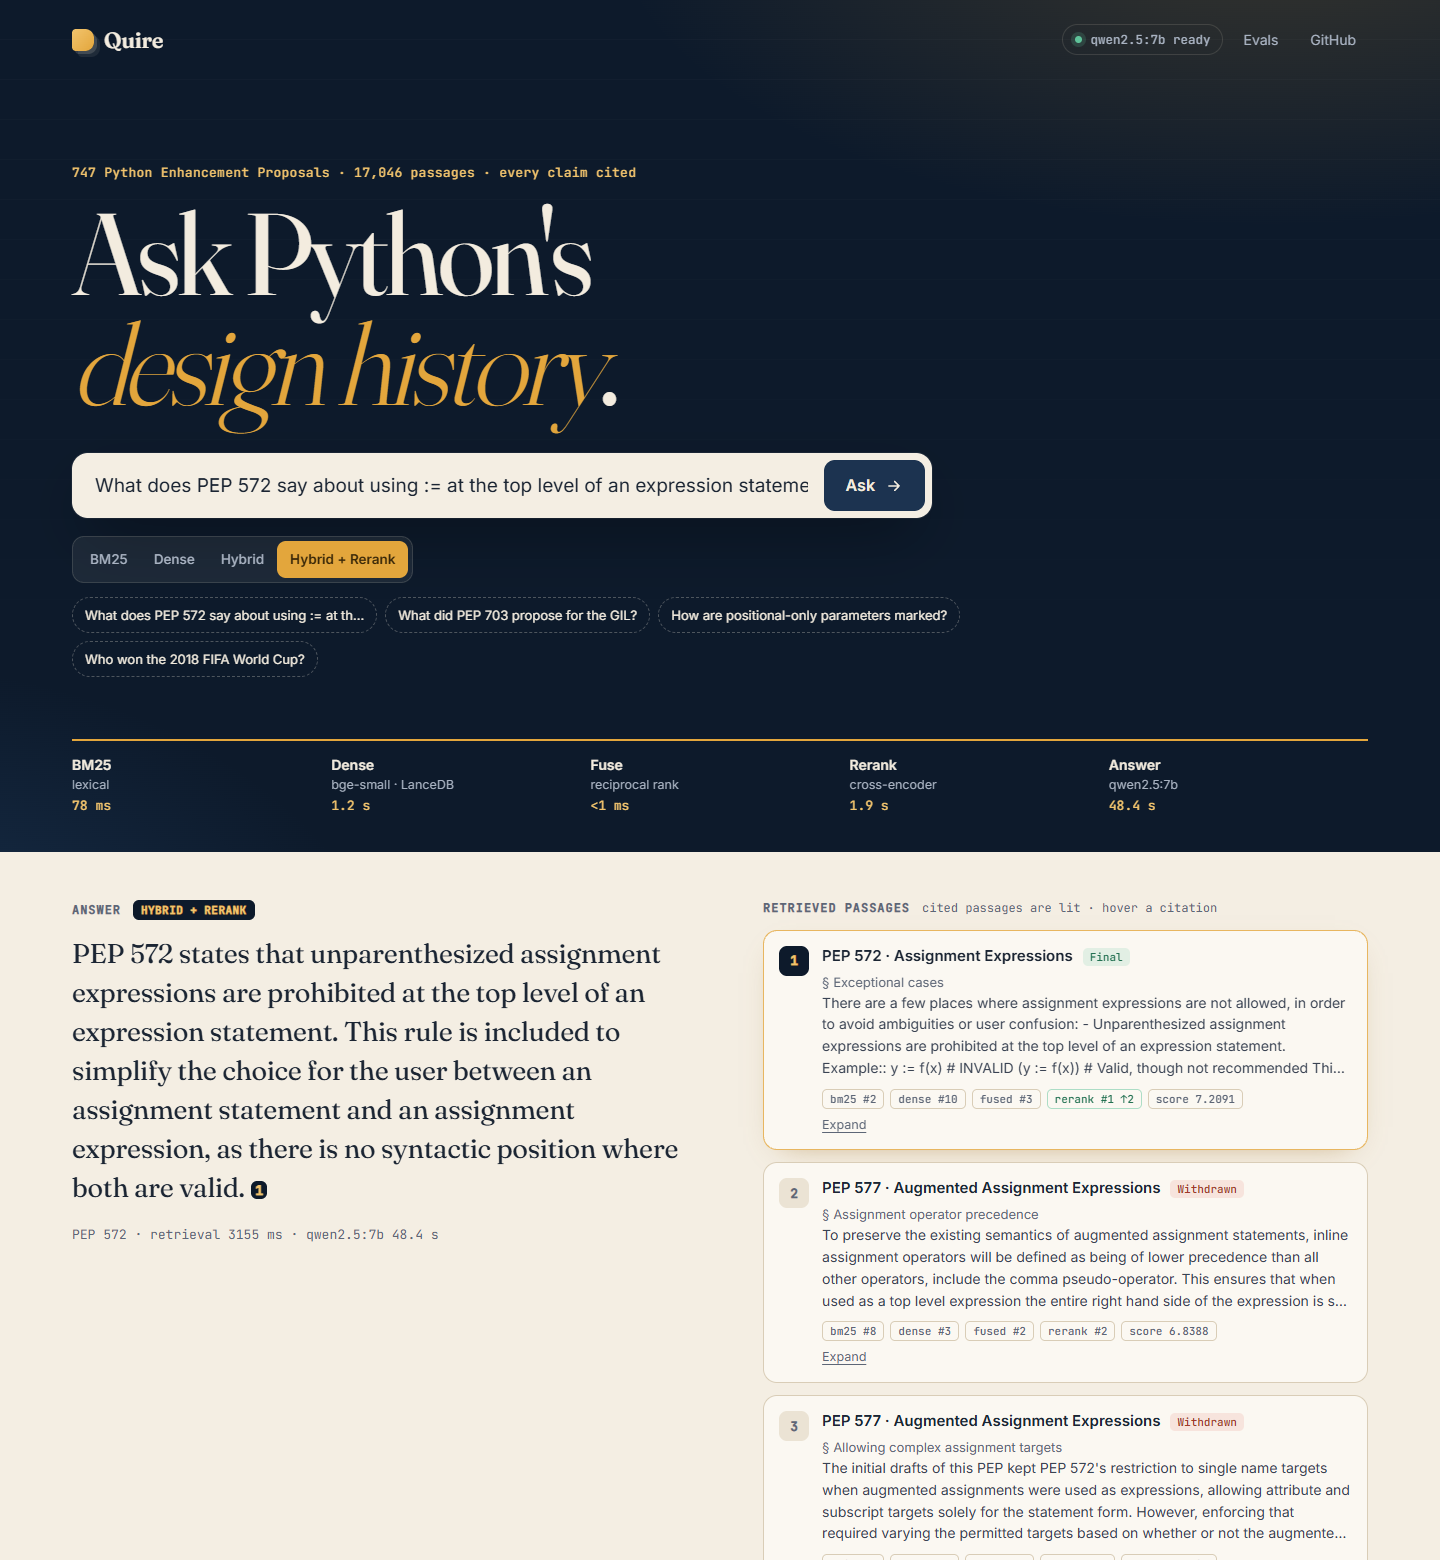 Quire
qwen2.5:7b ready
Evals
GitHub
747 Python Enhancement Proposals · 17,046 passages · every claim cited
Ask Python's
design history.
What does PEP 572 say about using := at the top level of an expression stateme
Ask →
BM25
Dense
Hybrid
Hybrid + Rerank
What does PEP 572 say about using := at th...
What did PEP 703 propose for the GIL?
How are positional-only parameters marked?
Who won the 2018 FIFA World Cup?
BM25
lexical
78 ms
Dense
bge-small · LanceDB
1.2 s
Fuse
reciprocal rank
<1 ms
Rerank
cross-encoder
1.9 s
Answer
qwen2.5:7b
48.4 s
ANSWER
HYBRID + RERANK
PEP 572 states that unparenthesized assignment
expressions are prohibited at the top level of an
expression statement. This rule is included to
simplify the choice for the user between an
assignment statement and an assignment
expression, as there is no syntactic position where
both are valid. 1
PEP 572 · retrieval 3155 ms · qwen2.5:7b 48.4 s
RETRIEVED PASSAGES cited passages are lit · hover a citation
1
PEP 572 · Assignment Expressions
Final
§ Exceptional cases
There are a few places where assignment expressions are not allowed, in order
to avoid ambiguities or user confusion: - Unparenthesized assignment
expressions are prohibited at the top level of an expression statement.
Example:: y := f(x) # INVALID (y := f(x)) # Valid, though not recommended Thi...
bm25 #2
dense #10
fused #3
rerank #1 ↑2
score 7.2091
Expand
2
PEP 577 · Augmented Assignment Expressions
Withdrawn
§ Assignment operator precedence
To preserve the existing semantics of augmented assignment statements, inline
assignment operators will be defined as being of lower precedence than all
other operators, include the comma pseudo-operator. This ensures that when
used as a top level expression the entire right hand side of the expression is s...
bm25 #8
dense #3
fused #2
rerank #2
score 6.8388
Expand
3
PEP 577 · Augmented Assignment Expressions
Withdrawn
§ Allowing complex assignment targets
The initial drafts of this PEP kept PEP 572's restriction to single name targets
when augmented assignments were used as expressions, allowing attribute and
subscript targets solely for the statement form. However, enforcing that
required varying the permitted targets based on whether or not the augmente...